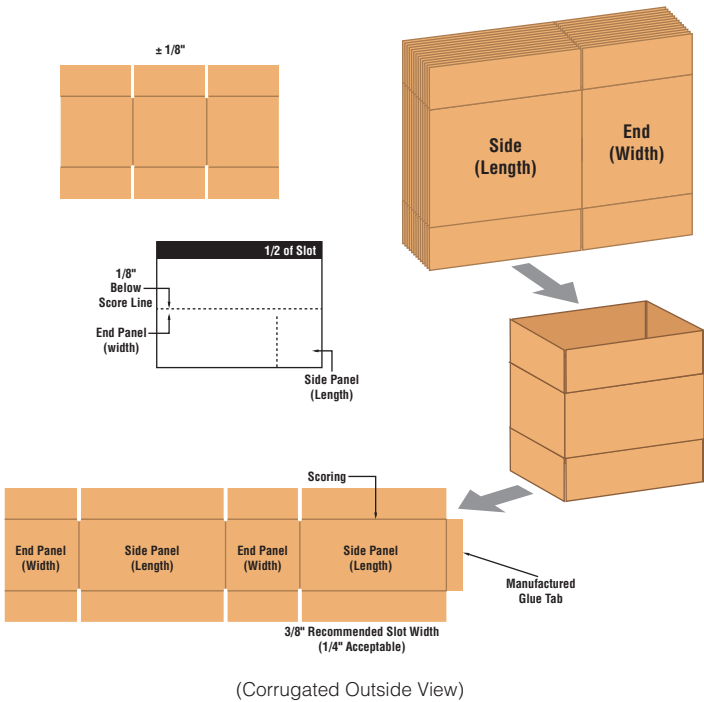 ± 1/8"
Side
(Length)
End
(Width)
1/2 of Slot
1/8"
Below
Score Line
End Panel
(width)
Side Panel
(Length)
Scoring
End Panel
(Width)
Side Panel
(Length)
End Panel
(Width)
Side Panel
(Length)
Manufactured
Glue Tab
3/8" Recommended Slot Width
(1/4" Acceptable)
(Corrugated Outside View)